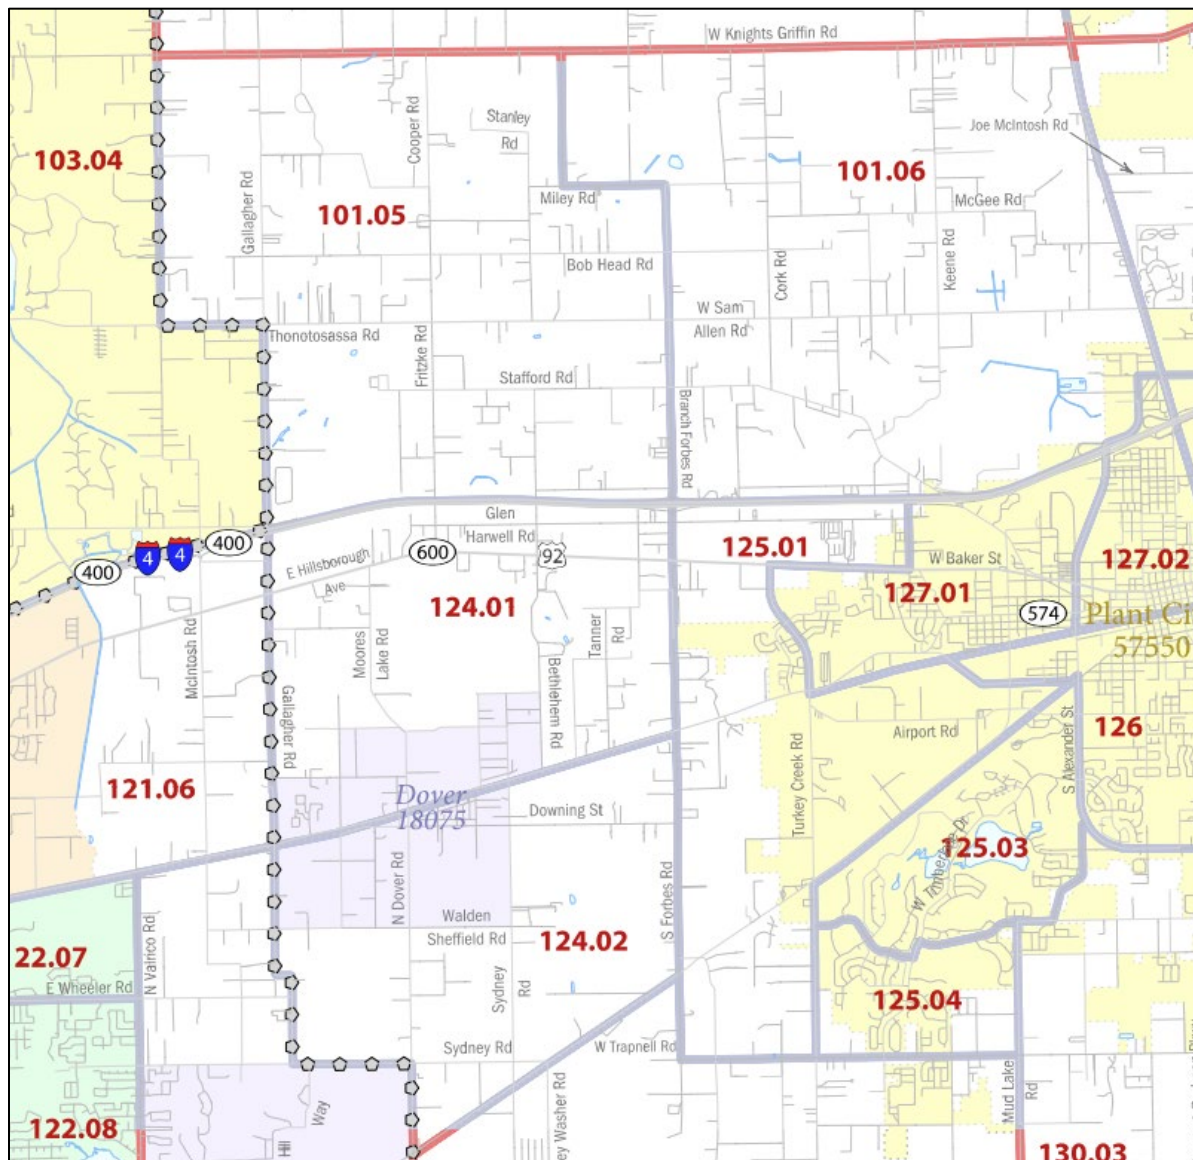 W Knights Griffin Rd
Joe McIntosh Rd
Stanley
Rd
Cooper Rd
103.04
101.06
Gallagher Rd
101.05
Miley Rd
McGee Rd
Bob Head Rd
Cork Rd
Keene Rd
W Sam
Allen Rd
Thonotosassa Rd
Fritzke Rd
Stafford Rd
Branch Forbes Rd
Glen
Harwell Rd
400
4
4
400
600
92
125.01
W Baker St
127.02
E Hillsborough
Ave
124.01
127.01
574
Plant Ci
57550
McIntosh Rd
Moores
Lake Rd
Tanner
Rd
Bethlehem Rd
Gallagher Rd
Airport Rd
S Alexander St
126
121.06
Dover
18075
Downing St
Turkey Creek Rd
W Timberlane Dr
125.03
N Dover Rd
S Forbes Rd
Walden
Sheffield Rd
124.02
22.07
N Valrico Rd
E Wheeler Rd
Sydney
Rd
125.04
Sydney Rd
W Trapnell Rd
Mud Lake
Rd
122.08
Way
ey Washer Rd
130.03